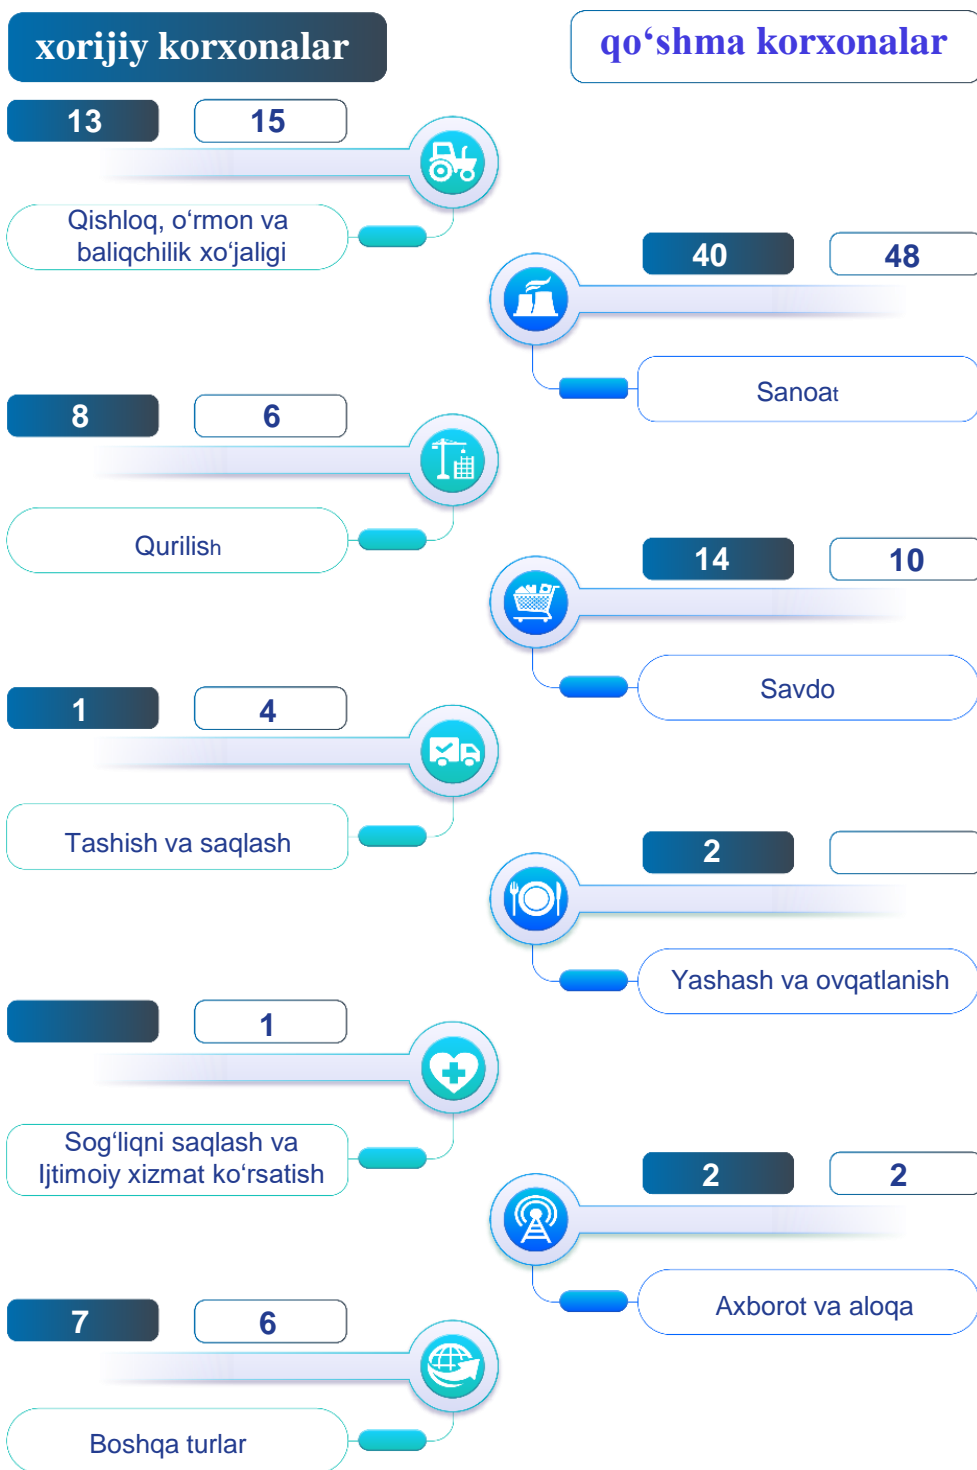 xorijiy korxonalar
qo‘shma korxonalar
13
15
Qishloq, o‘rmon va
baliqchilik xo‘jaligi
40
48
Sanoat
8
6
Qurilish
14
10
Savdo
1
4
Tashish va saqlash
2
Yashash va ovqatlanish
1
Sog‘liqni saqlash va
Ijtimoiy xizmat ko‘rsatish
2
2
Axborot va aloqa
7
6
Boshqa turlar